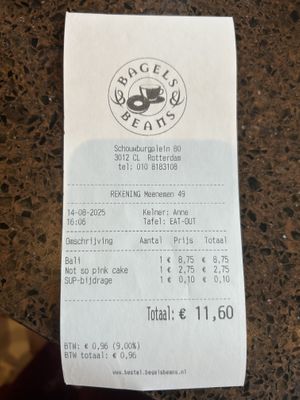 BAGELS
BEANS
Schouwburgplein 80
3012 CL Rotterdam
tel: 010 8183108
REKENING Meenemen 49
14-08-2025 Kelner: Anne
16:06 Tafel: EAT-OUT
Omschrijving Aantal Prijs Totaal
Bali 1 € 8,75 € 8,75
Not so pink cake 1 € 2,75 € 2,75
SUP-bijdrage 1 € 0,10 € 0,10
Totaal: € 11,60
BTW: € 0,96 (9,00%)
BTW totaal: € 0,96
www.bestel.bagelsbeans.nl